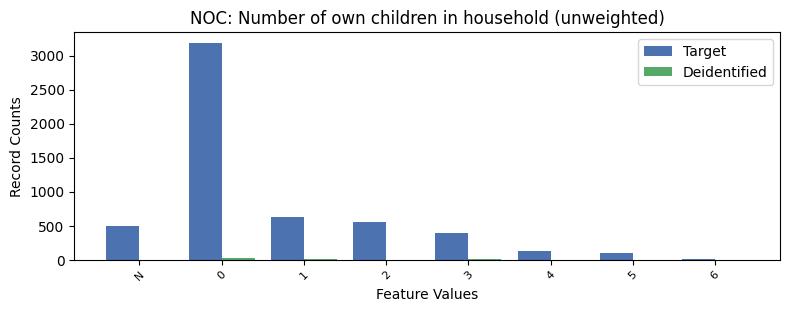 NOC: Number of own children in household (unweighted)
Target
Deidentified
Record Counts
3000
2500
2000
1500
1000
500
0
N 0 1 2 3 4 5 6
Feature Values